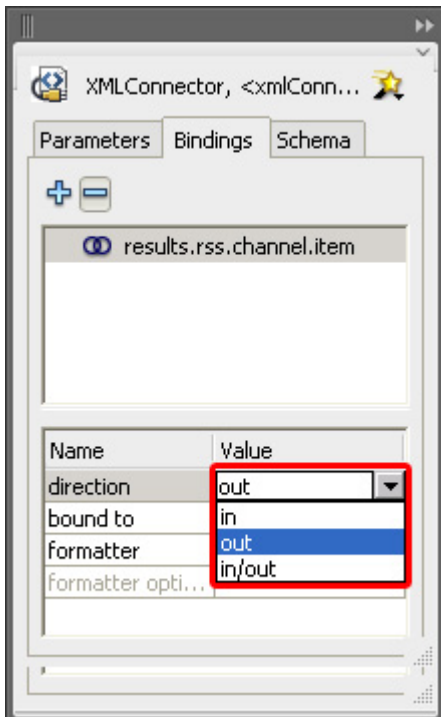 XMLConnector, <xmlConn...
Parameters Bindings Schema
results.rss.channel.item
Name Value
direction out
bound to in
formatter out
formatter opti... in/out